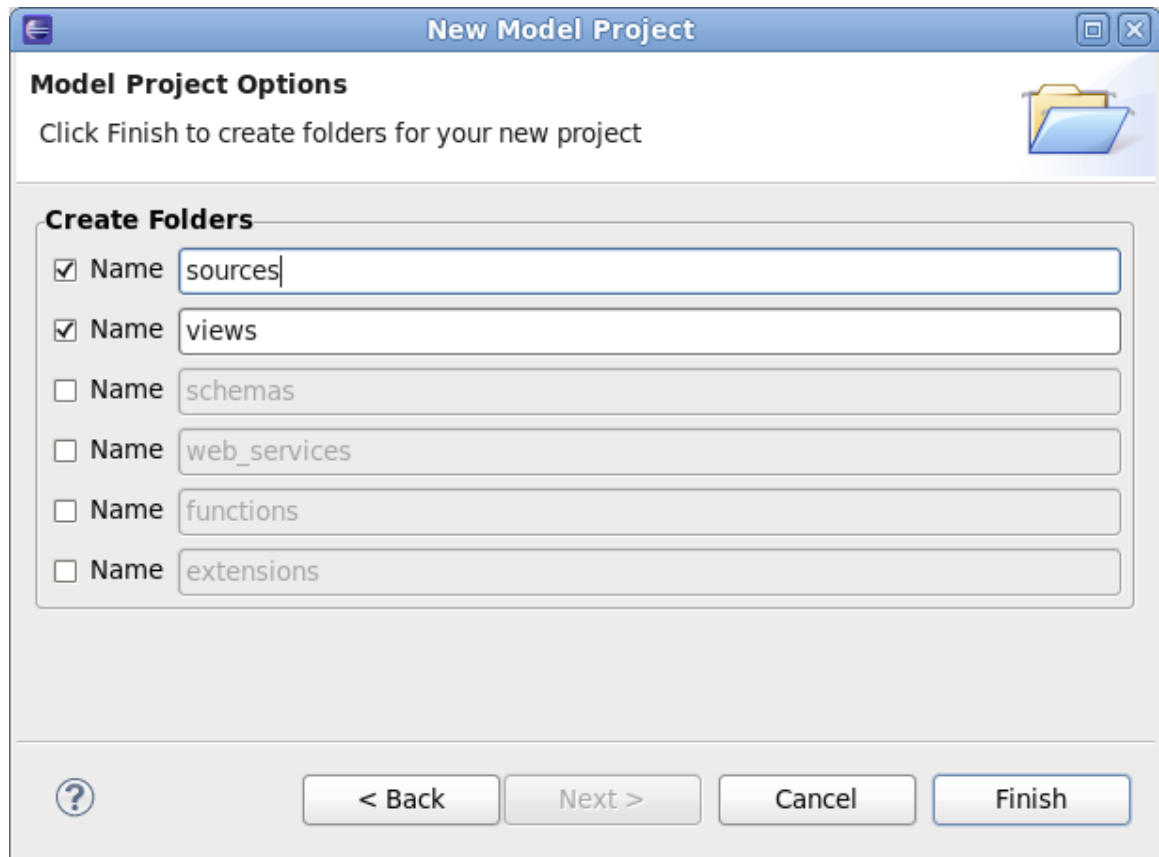 New Model Project
Model Project Options
Click Finish to create folders for your new project
Create Folders
Name sources
Name views
Name schemas
Name web_services
Name functions
Name extensions
? < Back Next > Cancel Finish